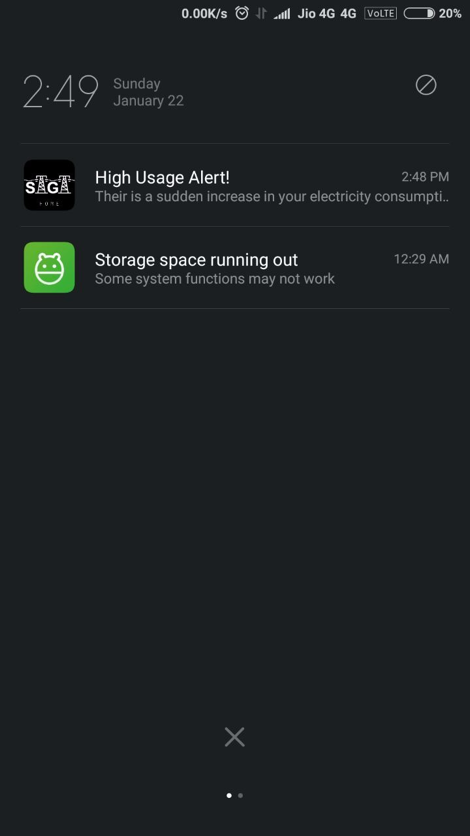 0.00K/s Jio 4G 4G VoLTE 20%
2:49
Sunday
January 22
SAGA
HOME
High Usage Alert!
2:48 PM
Their is a sudden increase in your electricity consumpti..
Storage space running out
12:29 AM
Some system functions may not work